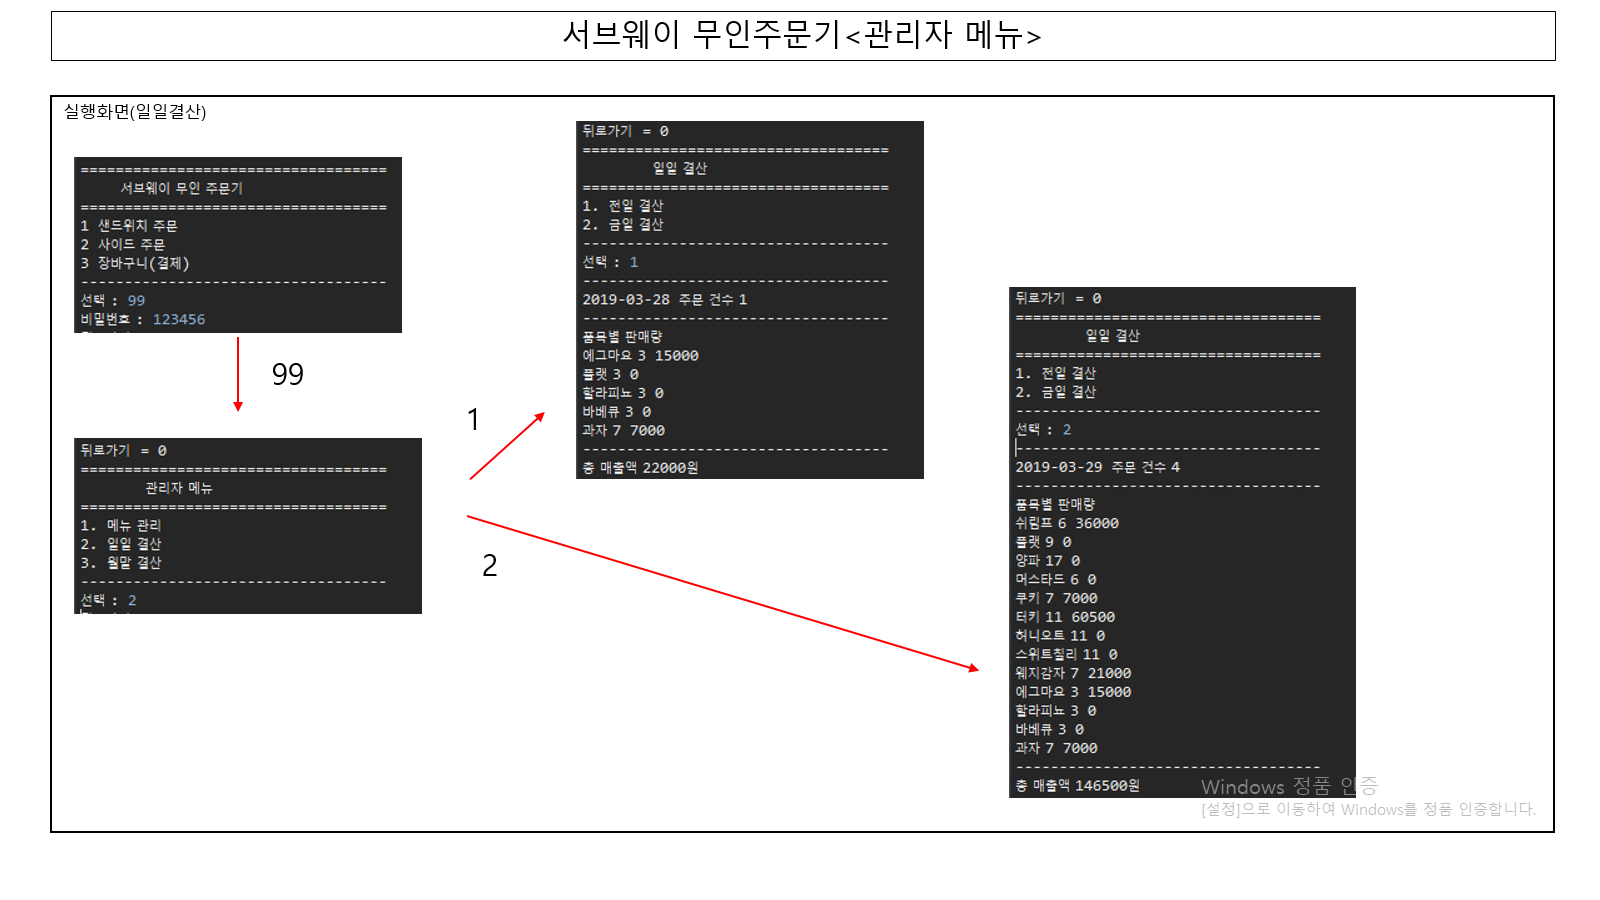 서브웨이 무인주문기<관리자 메뉴>
실행화면(일일결산)
===================================
서브웨이 무인 주문기
===================================
1 샌드위치 주문
2 사이드 주문
3 장바구니(결제)
-----------------------------------
선택 : 99
비밀번호 : 123456
99
뒤로가기 = 0
===================================
관리자 메뉴
===================================
1. 메뉴 관리
2. 일일 결산
3. 월말 결산
-----------------------------------
선택 : 2
1
2
뒤로가기 = 0
===================================
일일 결산
===================================
1. 전일 결산
2. 금일 결산
-----------------------------------
선택 : 1
-----------------------------------
2019-03-28 주문 건수 1
-----------------------------------
품목별 판매량
에그마요 3 15000
플랫 3 0
할라피뇨 3 0
바베큐 3 0
과자 7 7000
-----------------------------------
총 매출액 22000원
뒤로가기 = 0
===================================
일일 결산
===================================
1. 전일 결산
2. 금일 결산
-----------------------------------
선택 : 2
-----------------------------------
2019-03-29 주문 건수 4
-----------------------------------
품목별 판매량
쉬림프 6 36000
플랫 9 0
양파 17 0
머스타드 6 0
쿠키 7 7000
터키 11 60500
허니오트 11 0
스위트칠리 11 0
웨지감자 7 21000
에그마요 3 15000
할라피뇨 3 0
바베큐 3 0
과자 7 7000
-----------------------------------
총 매출액 146500원
Windows 정품 인증
[설정]으로 이동하여 Windows를 정품 인증합니다.